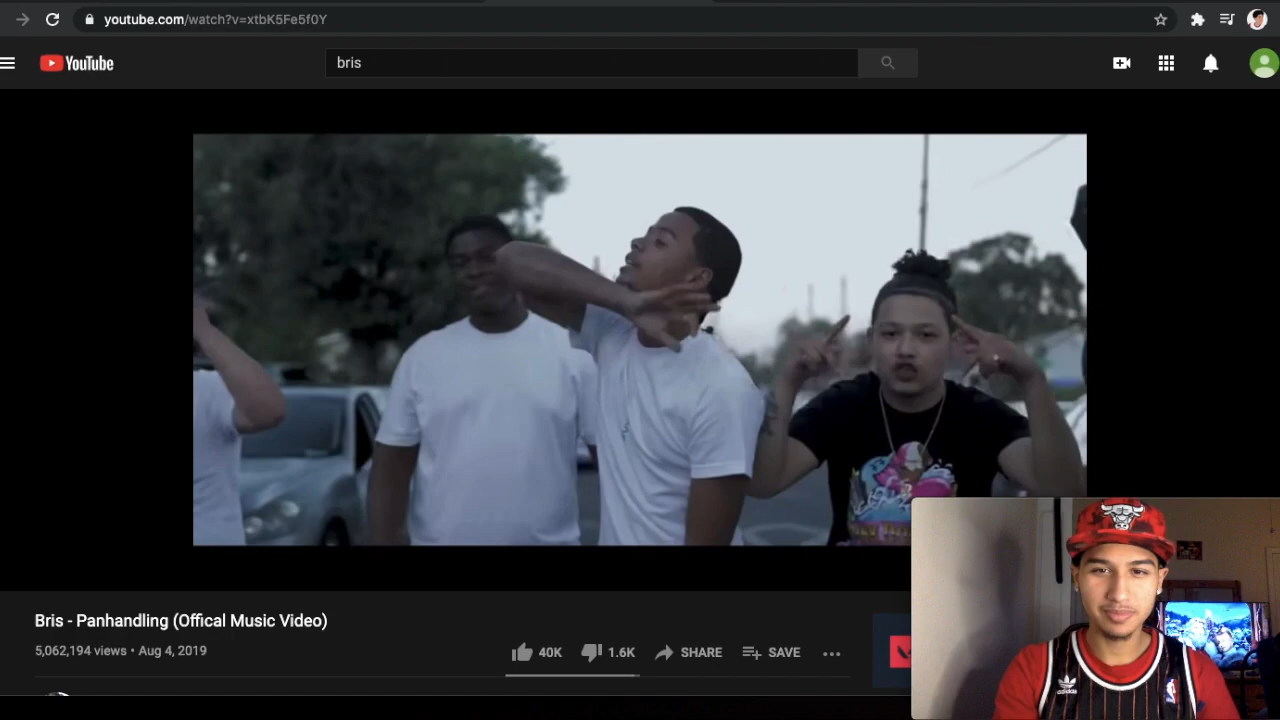 youtube.com/watch?v=xtbK5Fe5f0Y
YouTube
bris
Bris - Panhandling (Offical Music Video)
5,062,194 views • Aug 4, 2019
40K
1.6K
SHARE
SAVE
adidas